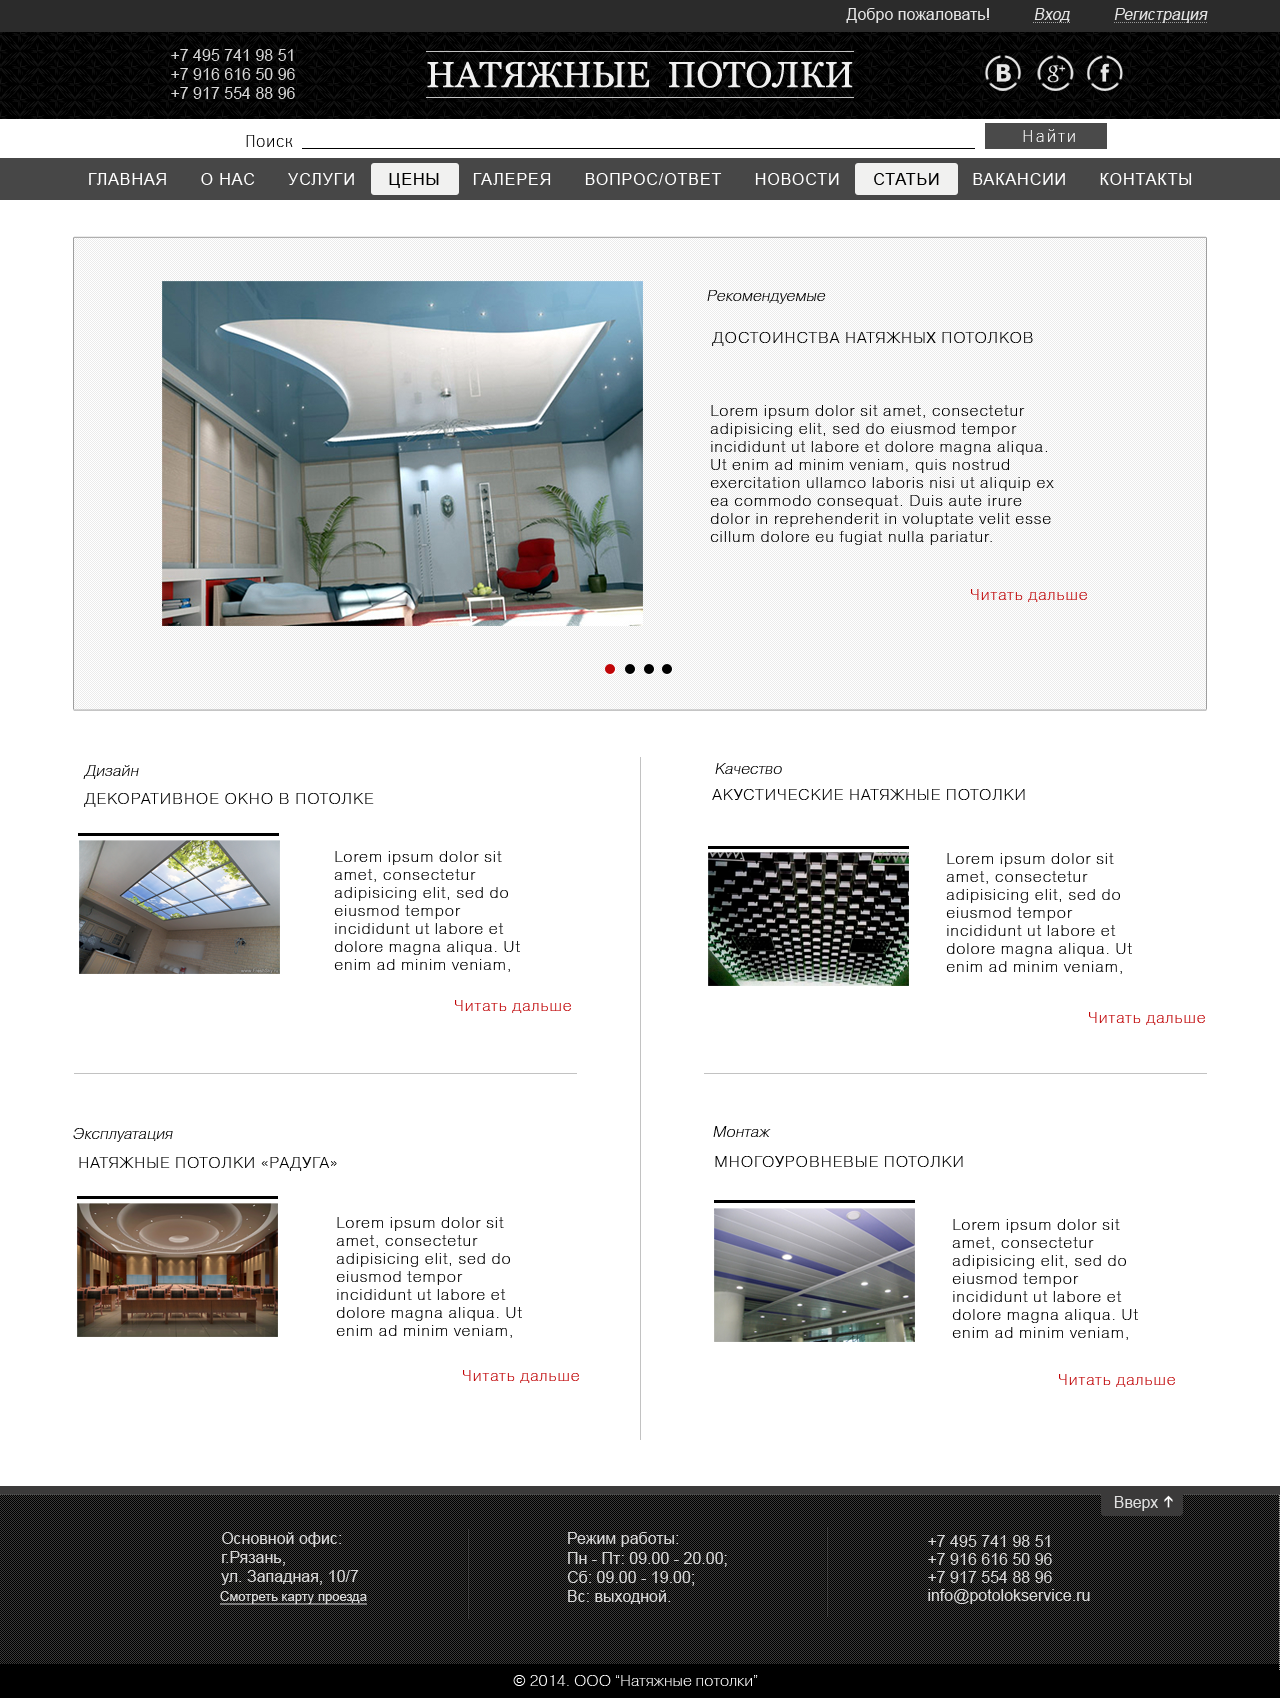 Добро пожаловать! Вход Регистрация
+7 495 741 98 51
+7 916 616 50 96
+7 917 554 88 96
НАТЯЖНЫЕ ПОТОЛКИ
B g+ f
Поиск Найти
ГЛАВНАЯ О НАС УСЛУГИ ЦЕНЫ ГАЛЕРЕЯ ВОПРОС/ОТВЕТ НОВОСТИ СТАТЬИ ВАКАНСИИ КОНТАКТЫ
Рекомендуемые
ДОСТОИНСТВА НАТЯЖНЫХ ПОТОЛКОВ
Lorem ipsum dolor sit amet, consectetur
adipisicing elit, sed do eiusmod tempor
incididunt ut labore et dolore magna aliqua.
Ut enim ad minim veniam, quis nostrud
exercitation ullamco laboris nisi ut aliquip ex
ea commodo consequat. Duis aute irure
dolor in reprehenderit in voluptate velit esse
cillum dolore eu fugiat nulla pariatur.
Читать дальше
Дизайн
ДЕКОРАТИВНОЕ ОКНО В ПОТОЛКЕ
Lorem ipsum dolor sit
amet, consectetur
adipisicing elit, sed do
eiusmod tempor
incididunt ut labore et
dolore magna aliqua. Ut
enim ad minim veniam,
Читать дальше
Качество
АКУСТИЧЕСКИЕ НАТЯЖНЫЕ ПОТОЛКИ
Lorem ipsum dolor sit
amet, consectetur
adipisicing elit, sed do
eiusmod tempor
incididunt ut labore et
dolore magna aliqua. Ut
enim ad minim veniam,
Читать дальше
Эксплуатация
НАТЯЖНЫЕ ПОТОЛКИ «РАДУГА»
Lorem ipsum dolor sit
amet, consectetur
adipisicing elit, sed do
eiusmod tempor
incididunt ut labore et
dolore magna aliqua. Ut
enim ad minim veniam,
Читать дальше
Монтаж
МНОГОУРОВНЕВЫЕ ПОТОЛКИ
Lorem ipsum dolor sit
amet, consectetur
adipisicing elit, sed do
eiusmod tempor
incididunt ut labore et
dolore magna aliqua. Ut
enim ad minim veniam,
Читать дальше
Вверх
Основной офис:
г.Рязань,
ул. Западная, 10/7
Смотреть карту проезда
Режим работы:
Пн - Пт: 09.00 - 20.00;
Сб: 09.00 - 19.00;
Вс: выходной.
+7 495 741 98 51
+7 916 616 50 96
+7 917 554 88 96
info@potolokservice.ru
© 2014. ООО “Натяжные потолки”